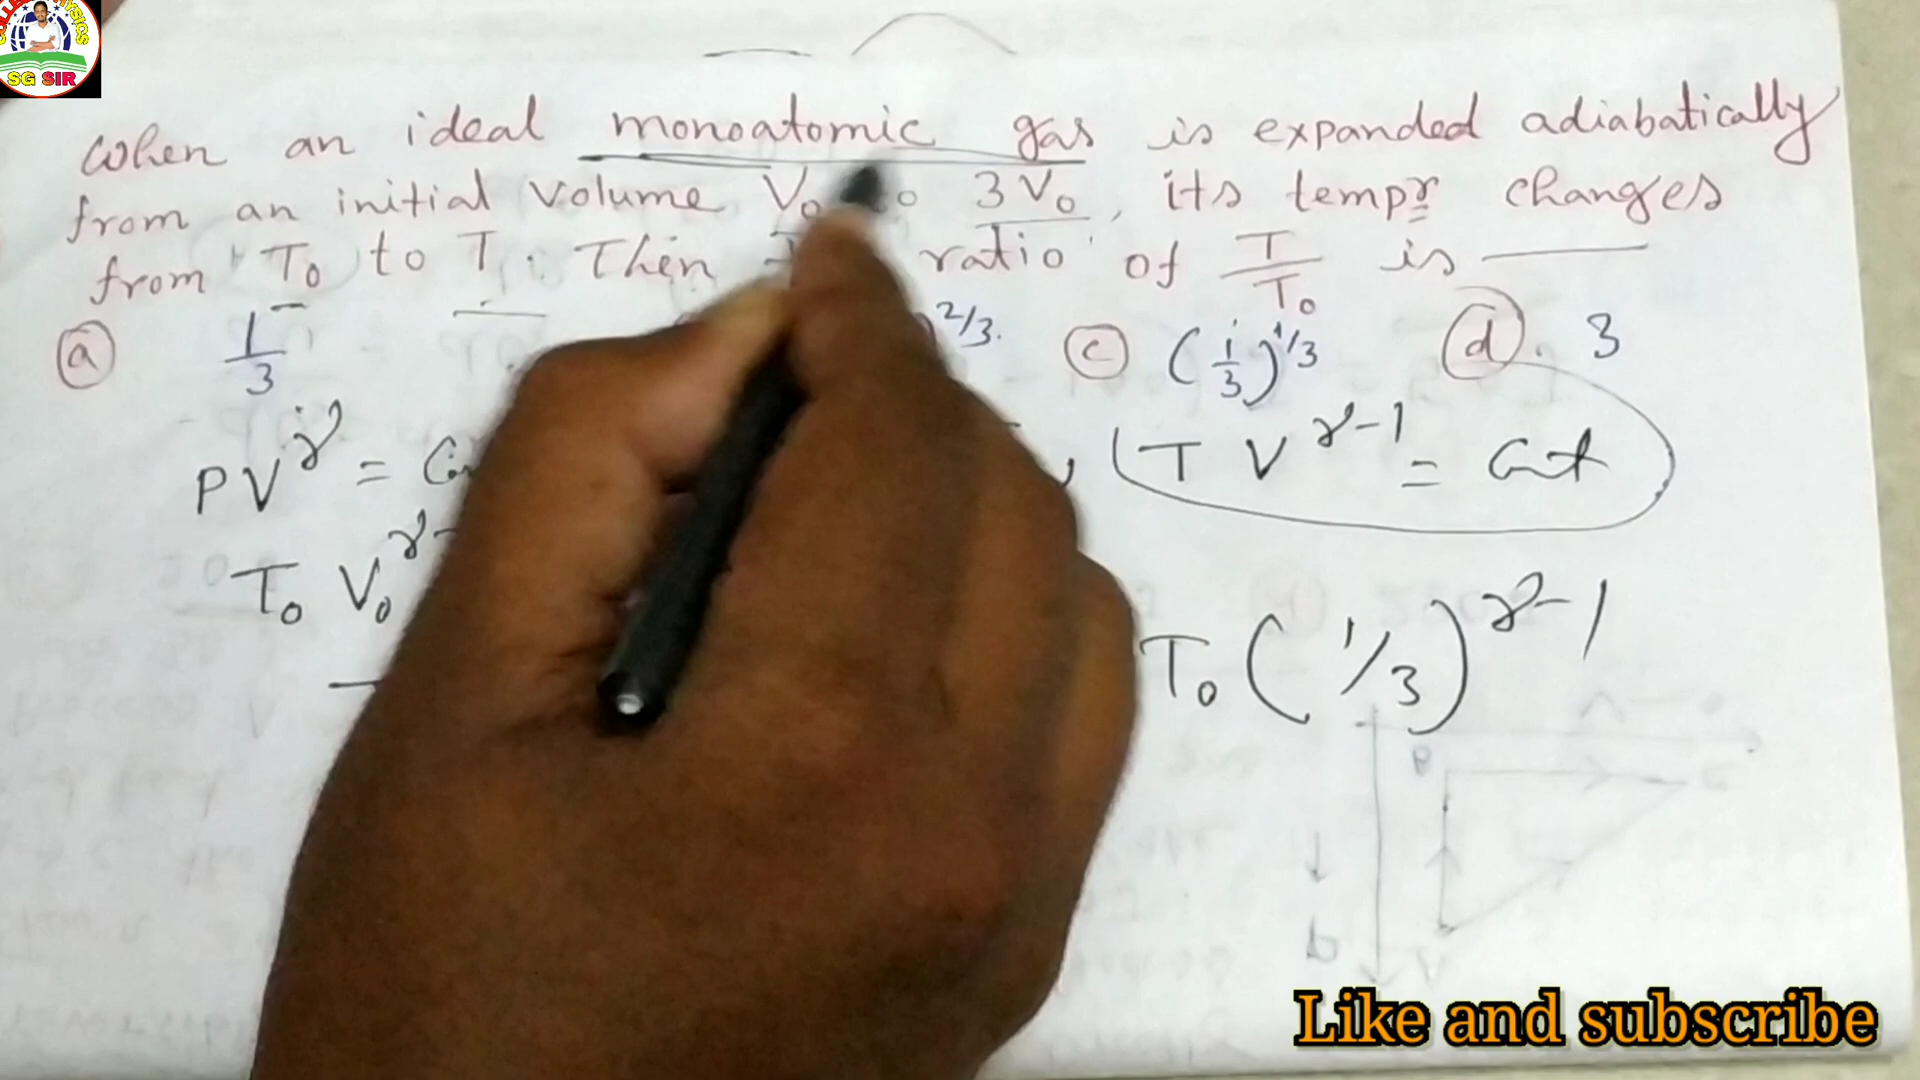 SG SIR
When an ideal monoatomic gas is expanded adiabatically
from an initial volume V₀ to 3V₀, its tempr changes
from T₀ to T. Then ratio of T/T₀ is
(a) 1/3 )^2/3. (c) (1/3)^1/3 (d). 3
PV^γ = , TV^γ-1 = Cnt
T₀ V₀^γ- T₀ (1/3)^γ-1
Like and subscribe